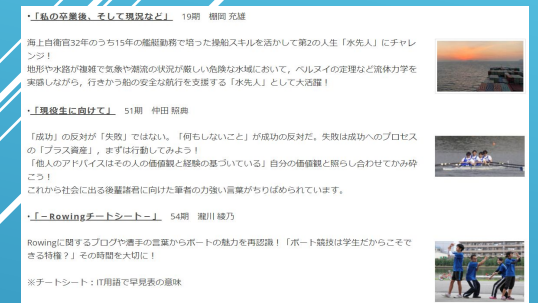 •「私の卒業後、そして現況など」　19期　棚岡 充雄
海上自衛官32年のうち15年の艦艇勤務で培った操船スキルを活かして第2の人生「水先人」にチャレ
ンジ！
地形や水路が複雑で気象や潮流の状況が厳しい危険な水域において，ベルヌイの定理など流体力学を
実感しながら，行きかう船の安全な航行を支援する「水先人」として大活躍！
•「現役生に向けて」　51期　仲田 照典
「成功」の反対が「失敗」ではない。「何もしないこと」が成功の反対だ。失敗は成功へのプロセス
の「プラス資産」，まずは行動してみよう！
「他人のアドバイスはその人の価値観と経験の基づいている」自分の価値観と照らし合わせてかみ砕
こう！
これから社会に出る後輩諸君に向けた筆者の力強い言葉がちりばめられています。
•「－Rowingチートシート－」　54期　瀧川 綾乃
Rowingに関するブログや漕手の言葉からボートの魅力を再認識！「ボート競技は学生だからこそで
きる特権？」その時間を大切に！
※チートシート：IT用語で早見表の意味